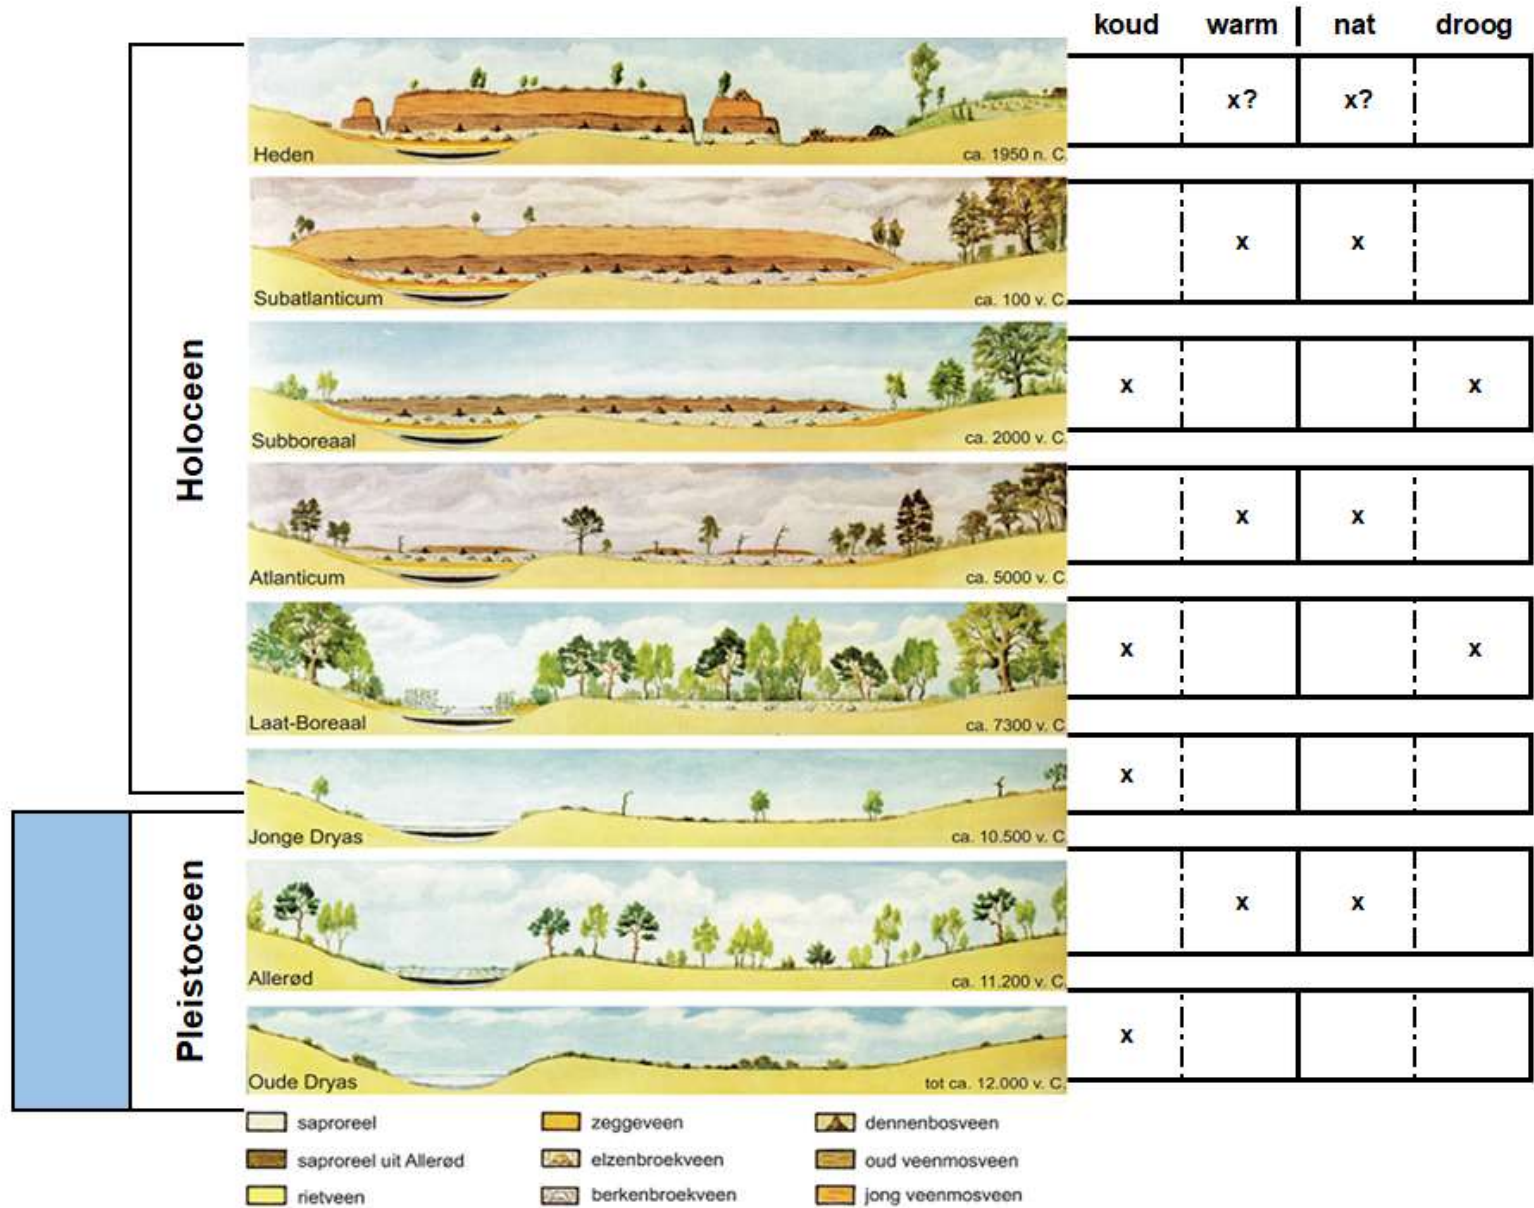 koud warm nat droog
Holoceen
Heden ca. 1950 n. C.
x? x?
Subatlanticum ca. 100 v. C.
x x
Subboreaal ca. 2000 v. C.
x x
Atlanticum ca. 5000 v. C.
x x
Laat-Boreaal ca. 7300 v. C.
x x
Jonge Dryas ca. 10.500 v. C.
x
Pleistoceen
Allerød ca. 11.200 v. C.
x x
Oude Dryas tot ca. 12.000 v. C.
x
saproreel zeggeveen dennenbosveen
saproreel uit Allerød elzenbroekveen oud veenmosveen
rietveen berkenbroekveen jong veenmosveen